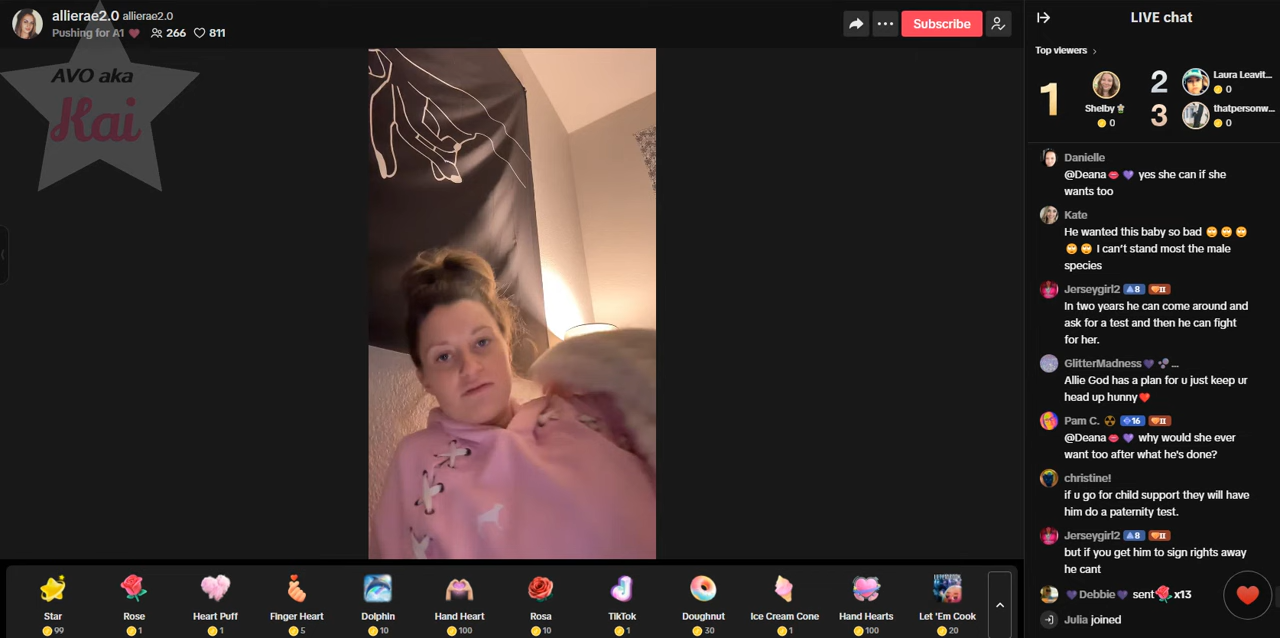 allierae2.0 allierae2.0
Pushing for A1 266 811
AVO aka
Kai
Subscribe
LIVE chat
Top viewers
1
Shelby
0
2
Laura Leavit...
0
3
thatpersonw...
0
Danielle
@Deana yes she can if she
wants too
Kate
He wanted this baby so bad
I can't stand most the male
species
Jerseygirl2 8 II
In two years he can come around and
ask for a test and then he can fight
for her.
GlitterMadness ...
Allie God has a plan for u just keep ur
head up hunny
Pam C. 16 II
@Deana why would she ever
want too after what he's done?
christine!
if u go for child support they will have
him do a paternity test.
Jerseygirl2 8 II
but if you get him to sign rights away
he cant
Debbie sent x13
Julia joined
Star
99
Rose
1
Heart Puff
1
Finger Heart
5
Dolphin
10
Hand Heart
100
Rosa
10
TikTok
1
Doughnut
30
Ice Cream Cone
1
Hand Hearts
100
Let 'Em Cook
20